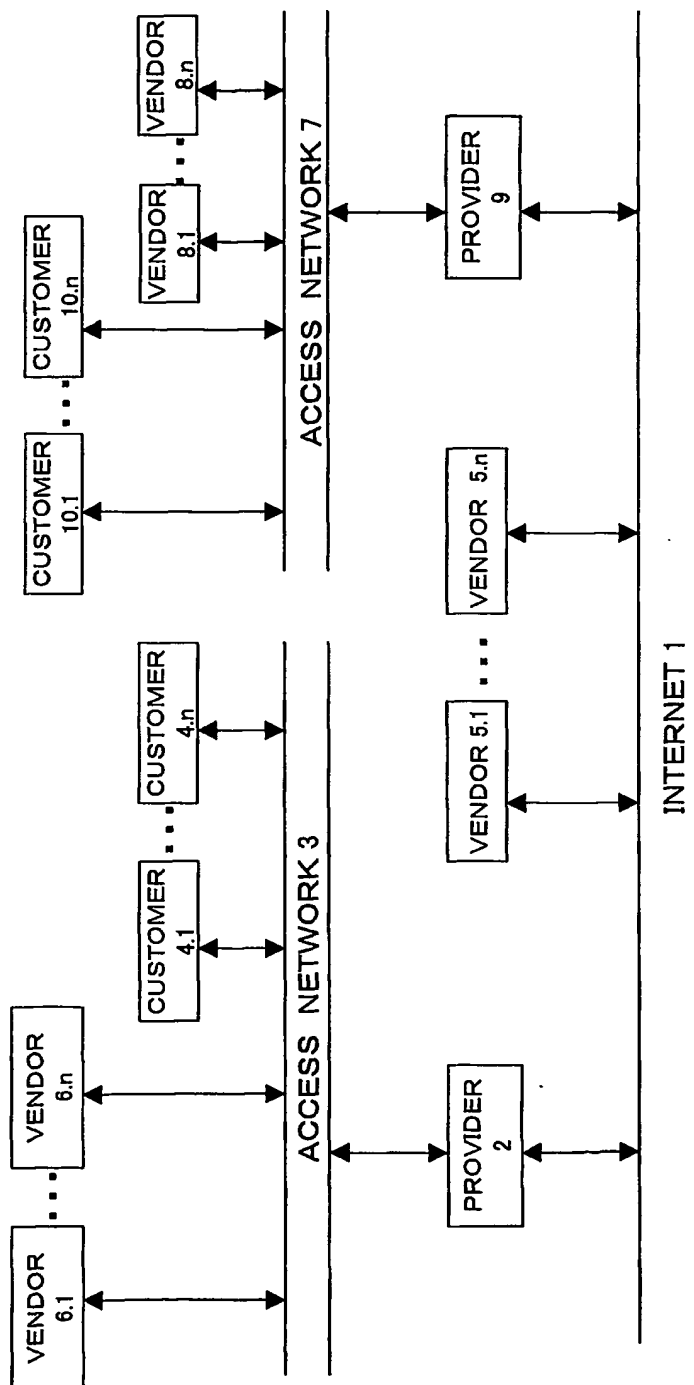 VENDOR
6.1
VENDOR
6.n
CUSTOMER
4.1
CUSTOMER
4.n
CUSTOMER
10.1
CUSTOMER
10.n
VENDOR
8.1
VENDOR
8.n
ACCESS NETWORK 3
ACCESS NETWORK 7
PROVIDER
2
VENDOR 5.1
VENDOR 5.n
PROVIDER
9
INTERNET 1